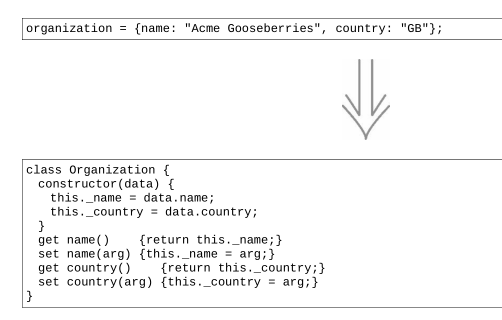 organization = {name: "Acme Gooseberries", country: "GB"};
class Organization {
  constructor(data) {
    this._name = data.name;
    this._country = data.country;
  }
  get name()    {return this._name;}
  set name(arg) {this._name = arg;}
  get country()    {return this._country;}
  set country(arg) {this._country = arg;}
}